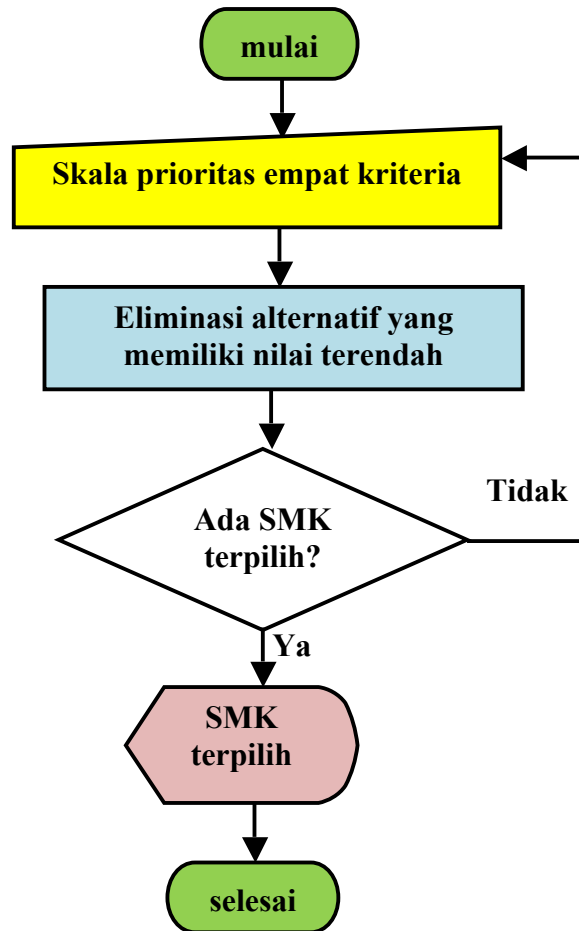 mulai
Skala prioritas empat kriteria
Eliminasi alternatif yang
memiliki nilai terendah
Ada SMK
terpilih?
Tidak
Ya
SMK
terpilih
selesai